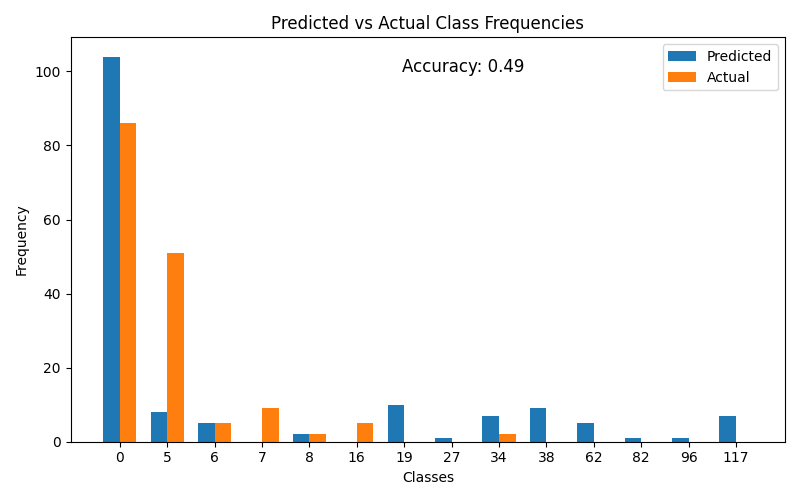 Predicted vs Actual Class Frequencies
Accuracy: 0.49
Predicted
Actual
Frequency
100
80
60
40
20
0
0 5 6 7 8 16 19 27 34 38 62 82 96 117
Classes